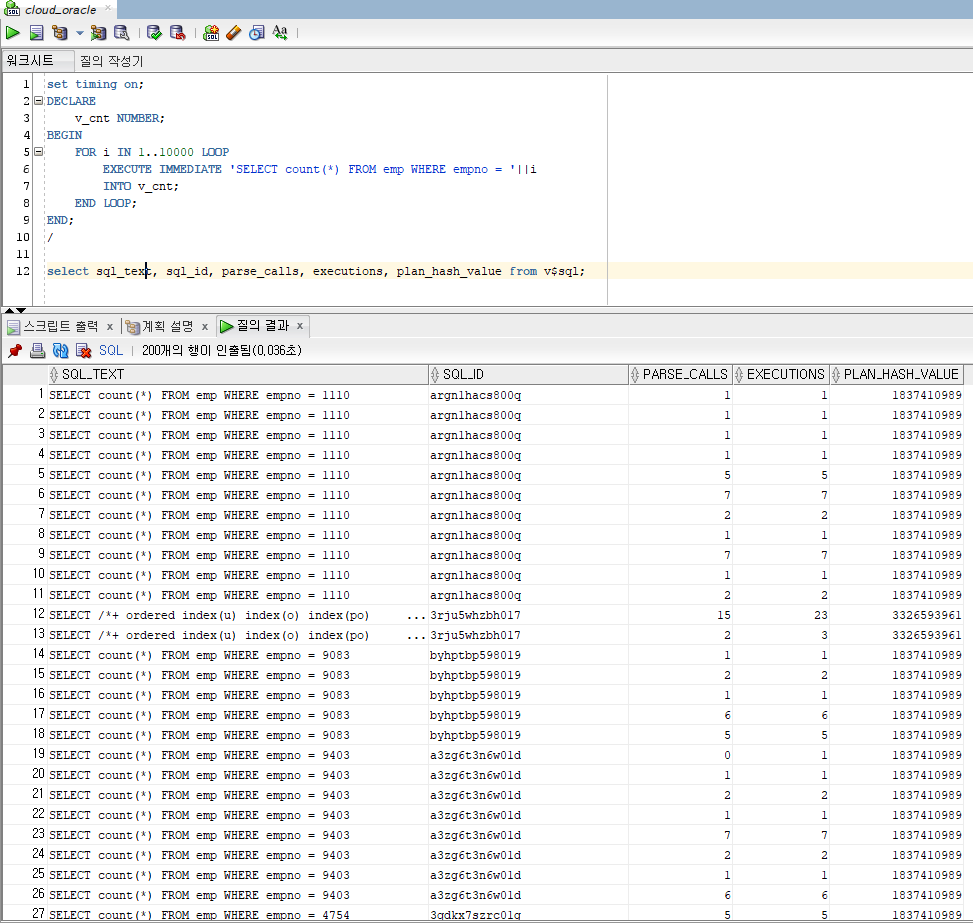 cloud_oracle
워크시트 질의 작성기
1 set timing on;
2 DECLARE
3 v_cnt NUMBER;
4 BEGIN
5 FOR i IN 1..10000 LOOP
6 EXECUTE IMMEDIATE 'SELECT count(*) FROM emp WHERE empno = '||i
7 INTO v_cnt;
8 END LOOP;
9 END;
10 /
11
12 select sql_text, sql_id, parse_calls, executions, plan_hash_value from v$sql;
스크립트 출력 x 계획 설명 x 질의 결과 x
SQL 200개의 행이 인출됨(0,036초)
SQL_TEXT SQL_ID PARSE_CALLS EXECUTIONS PLAN_HASH_VALUE
1 SELECT count(*) FROM emp WHERE empno = 1110 argn1hacs800q 1 1 1837410989
2 SELECT count(*) FROM emp WHERE empno = 1110 argn1hacs800q 1 1 1837410989
3 SELECT count(*) FROM emp WHERE empno = 1110 argn1hacs800q 1 1 1837410989
4 SELECT count(*) FROM emp WHERE empno = 1110 argn1hacs800q 1 1 1837410989
5 SELECT count(*) FROM emp WHERE empno = 1110 argn1hacs800q 5 5 1837410989
6 SELECT count(*) FROM emp WHERE empno = 1110 argn1hacs800q 7 7 1837410989
7 SELECT count(*) FROM emp WHERE empno = 1110 argn1hacs800q 2 2 1837410989
8 SELECT count(*) FROM emp WHERE empno = 1110 argn1hacs800q 1 1 1837410989
9 SELECT count(*) FROM emp WHERE empno = 1110 argn1hacs800q 7 7 1837410989
10 SELECT count(*) FROM emp WHERE empno = 1110 argn1hacs800q 1 1 1837410989
11 SELECT count(*) FROM emp WHERE empno = 1110 argn1hacs800q 2 2 1837410989
12 SELECT /*+ ordered index(u) index(o) index(po) ... 3rju5whzbh017 15 23 3326593961
13 SELECT /*+ ordered index(u) index(o) index(po) ... 3rju5whzbh017 2 3 3326593961
14 SELECT count(*) FROM emp WHERE empno = 9083 byhptbp598019 1 1 1837410989
15 SELECT count(*) FROM emp WHERE empno = 9083 byhptbp598019 2 2 1837410989
16 SELECT count(*) FROM emp WHERE empno = 9083 byhptbp598019 1 1 1837410989
17 SELECT count(*) FROM emp WHERE empno = 9083 byhptbp598019 6 6 1837410989
18 SELECT count(*) FROM emp WHERE empno = 9083 byhptbp598019 5 5 1837410989
19 SELECT count(*) FROM emp WHERE empno = 9403 a3zg6t3n6w01d 0 1 1837410989
20 SELECT count(*) FROM emp WHERE empno = 9403 a3zg6t3n6w01d 1 1 1837410989
21 SELECT count(*) FROM emp WHERE empno = 9403 a3zg6t3n6w01d 2 2 1837410989
22 SELECT count(*) FROM emp WHERE empno = 9403 a3zg6t3n6w01d 1 1 1837410989
23 SELECT count(*) FROM emp WHERE empno = 9403 a3zg6t3n6w01d 7 7 1837410989
24 SELECT count(*) FROM emp WHERE empno = 9403 a3zg6t3n6w01d 2 2 1837410989
25 SELECT count(*) FROM emp WHERE empno = 9403 a3zg6t3n6w01d 1 1 1837410989
26 SELECT count(*) FROM emp WHERE empno = 9403 a3zg6t3n6w01d 6 6 1837410989
27 SELECT count(*) FROM emp WHERE empno = 4754 3gdkx7szrc01g 5 5 1837410989